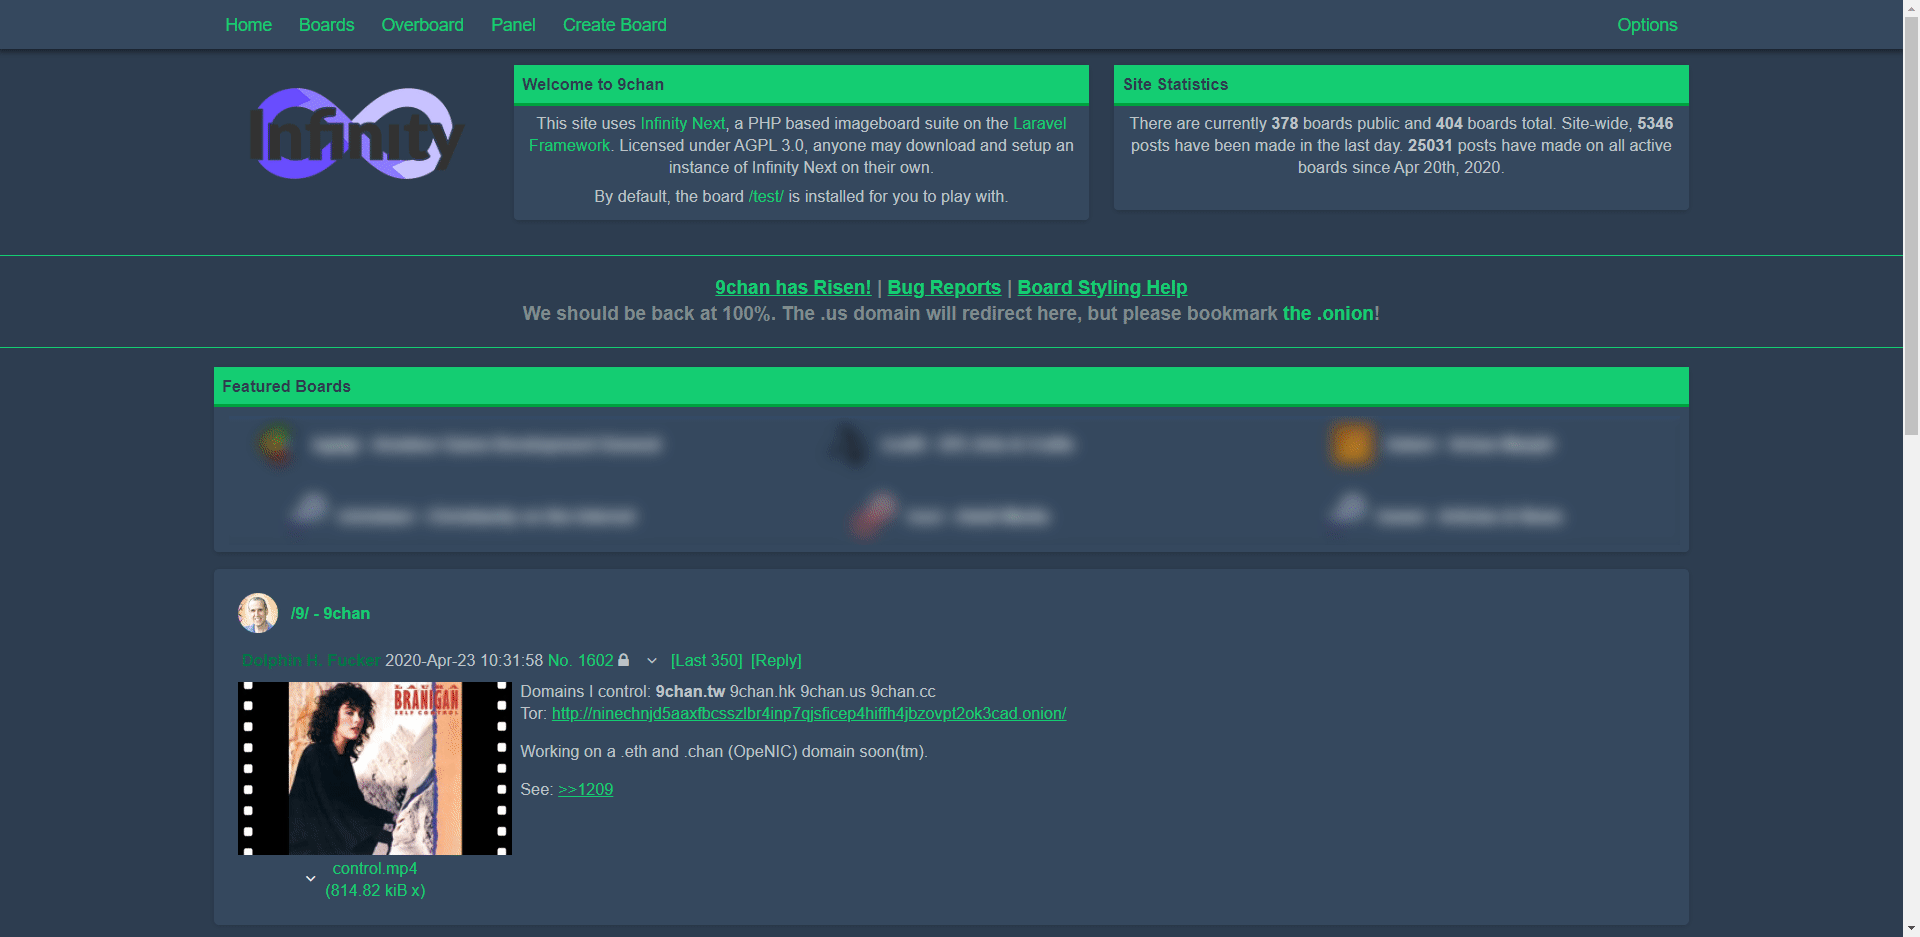 Home Boards Overboard Panel Create Board Options
Infinity
Welcome to 9chan
This site uses Infinity Next, a PHP based imageboard suite on the Laravel
Framework. Licensed under AGPL 3.0, anyone may download and setup an
instance of Infinity Next on their own.
By default, the board /test/ is installed for you to play with.
Site Statistics
There are currently 378 boards public and 404 boards total. Site-wide, 5346
posts have been made in the last day. 25031 posts have made on all active
boards since Apr 20th, 2020.
9chan has Risen! | Bug Reports | Board Styling Help
We should be back at 100%. The .us domain will redirect here, but please bookmark the .onion!
Featured Boards
/9/ - 9chan
Dolphin H. Fucker 2020-Apr-23 10:31:58 No. 1602 [Last 350] [Reply]
LAURA
BRANIGAN
SELF CONTROL
Domains I control: 9chan.tw 9chan.hk 9chan.us 9chan.cc
Tor: http://ninechnjd5aaxfbcsszlbr4inp7qjsficep4hiffh4jbzovpt2ok3cad.onion/
Working on a .eth and .chan (OpeNIC) domain soon(tm).
See: >>1209
control.mp4
(814.82 kiB x)